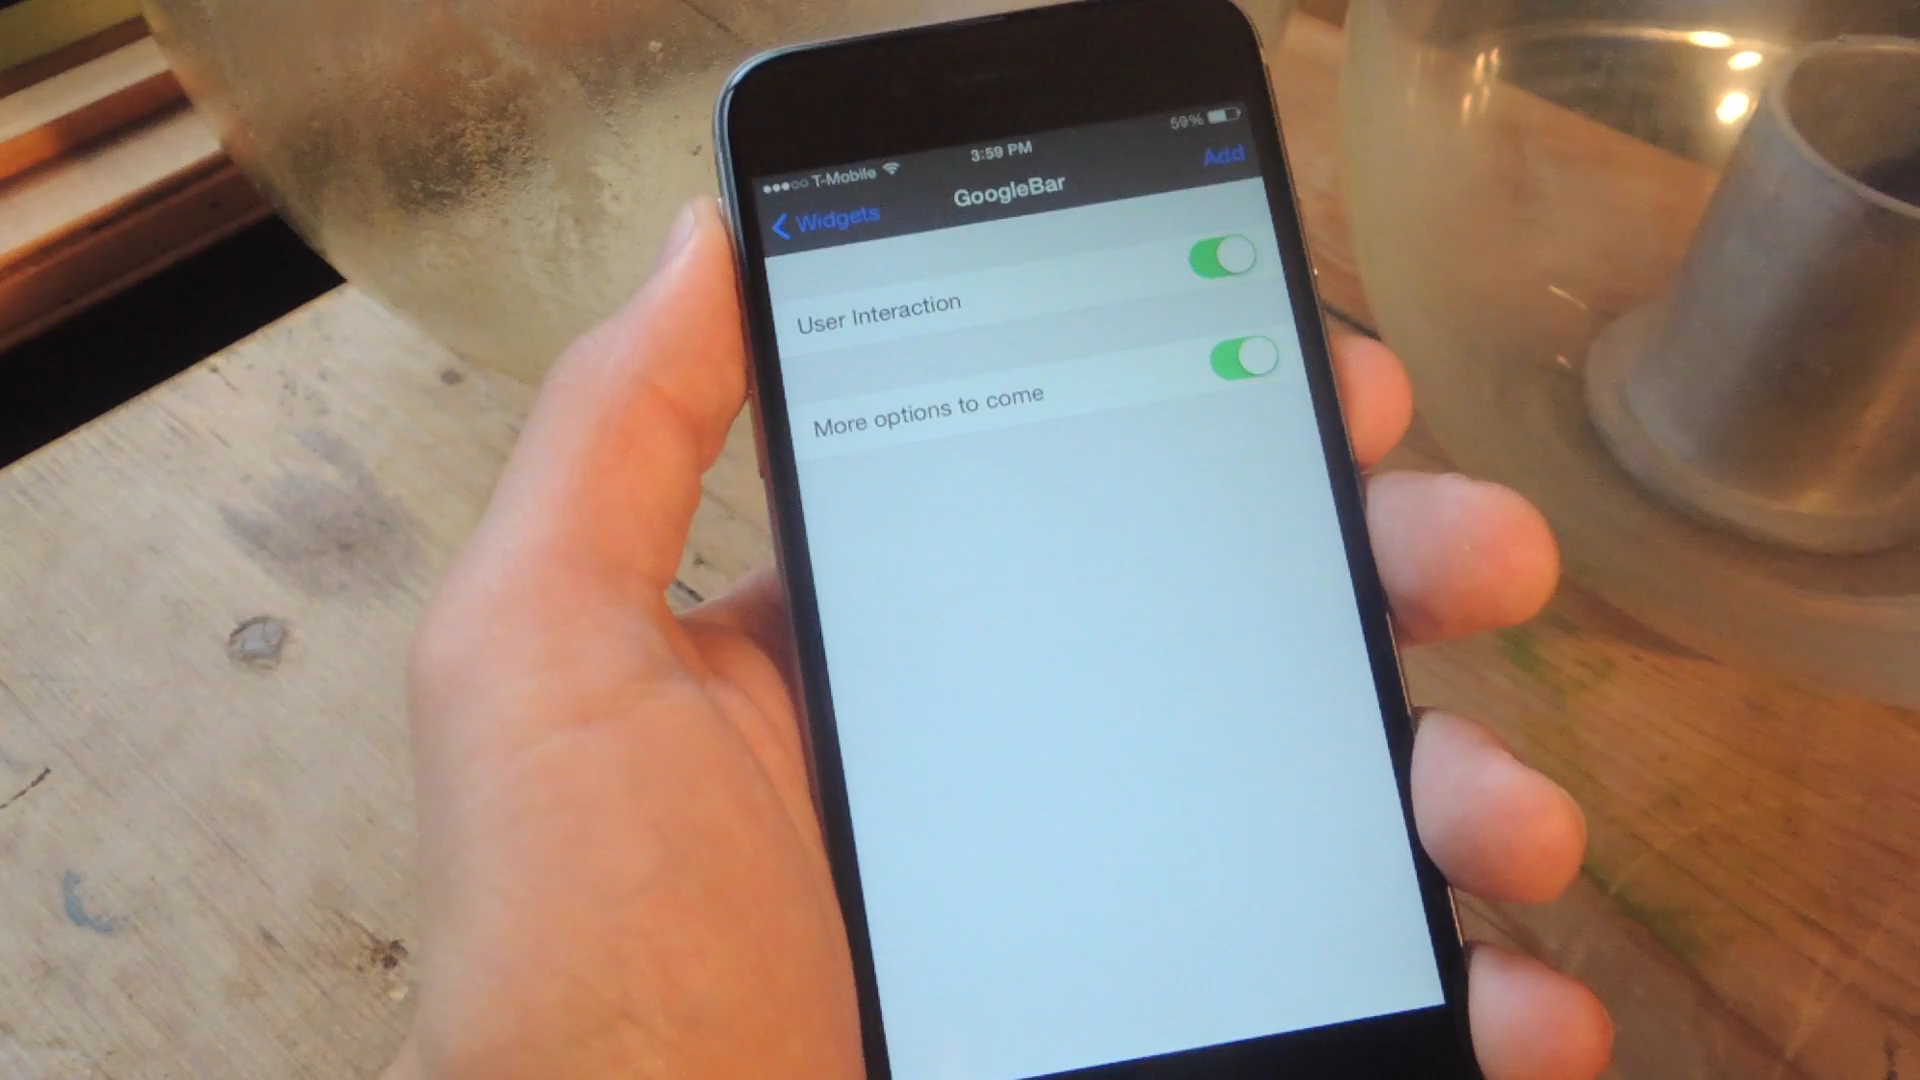 T-Mobile 3:59 PM 59%
Widgets GoogleBar Add
User Interaction
More options to come